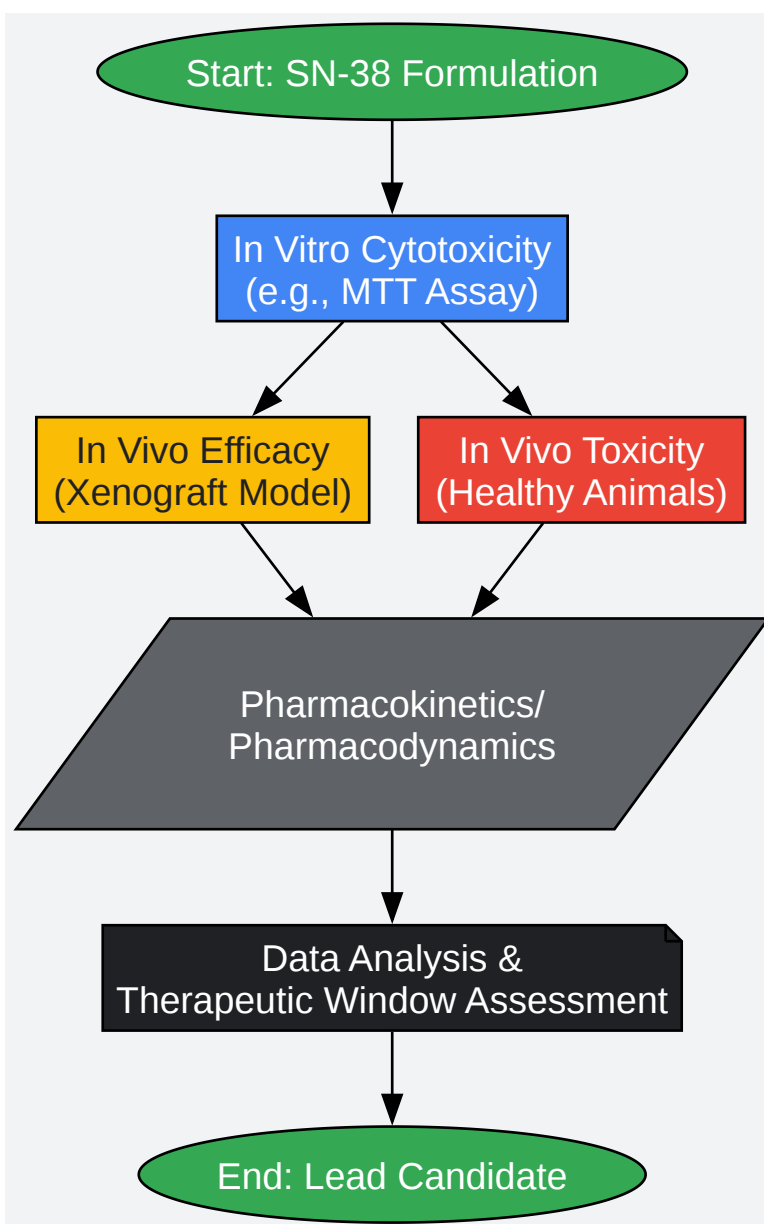 Start: SN-38 Formulation
In Vitro Cytotoxicity
(e.g., MTT Assay)
In Vivo Efficacy
(Xenograft Model)
In Vivo Toxicity
(Healthy Animals)
Pharmacokinetics/
Pharmacodynamics
Data Analysis &
Therapeutic Window Assessment
End: Lead Candidate